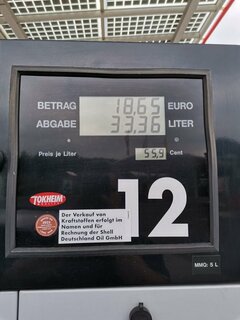 BETRAG 18,65 EURO
ABGABE 33,36 LITER
Preis je Liter 55,9 Cent
TOKHEIM
12
Der Verkauf von
Kraftstoffen erfolgt im
Namen und für
Rechnung der Shell
Deutschland Oil GmbH
MMQ: 5 L